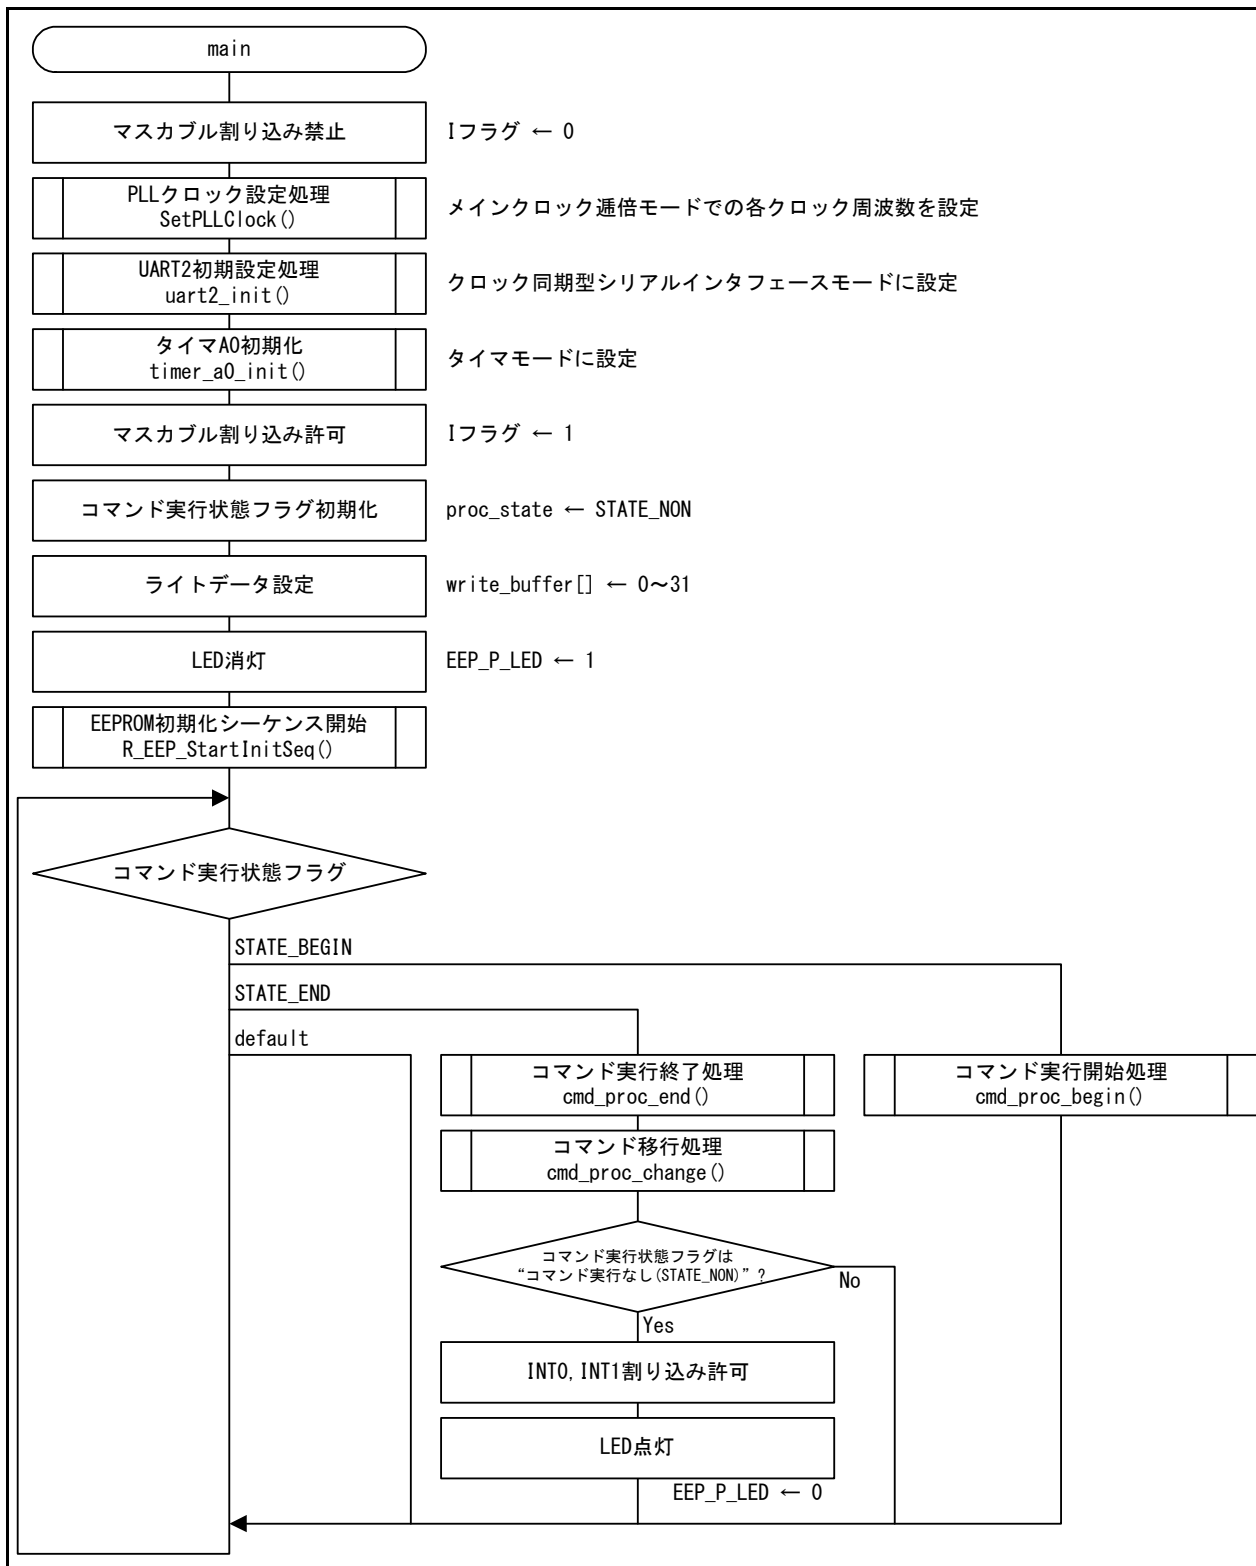 main
マスカブル割り込み禁止
Iフラグ ← 0
PLLクロック設定処理
SetPLLClock()
メインクロック逓倍モードでの各クロック周波数を設定
UART2初期設定処理
uart2_init()
クロック同期型シリアルインタフェースモードに設定
タイマA0初期化
timer_a0_init()
タイマモードに設定
マスカブル割り込み許可
Iフラグ ← 1
コマンド実行状態フラグ初期化
proc_state ← STATE_NON
ライトデータ設定
write_buffer[] ← 0～31
LED消灯
EEP_P_LED ← 1
EEPROM初期化シーケンス開始
R_EEP_StartInitSeq()
コマンド実行状態フラグ
STATE_BEGIN
STATE_END
default
コマンド実行終了処理
cmd_proc_end()
コマンド実行開始処理
cmd_proc_begin()
コマンド移行処理
cmd_proc_change()
コマンド実行状態フラグは
“コマンド実行なし(STATE_NON)”?
No
Yes
INT0,INT1割り込み許可
LED点灯
EEP_P_LED ← 0